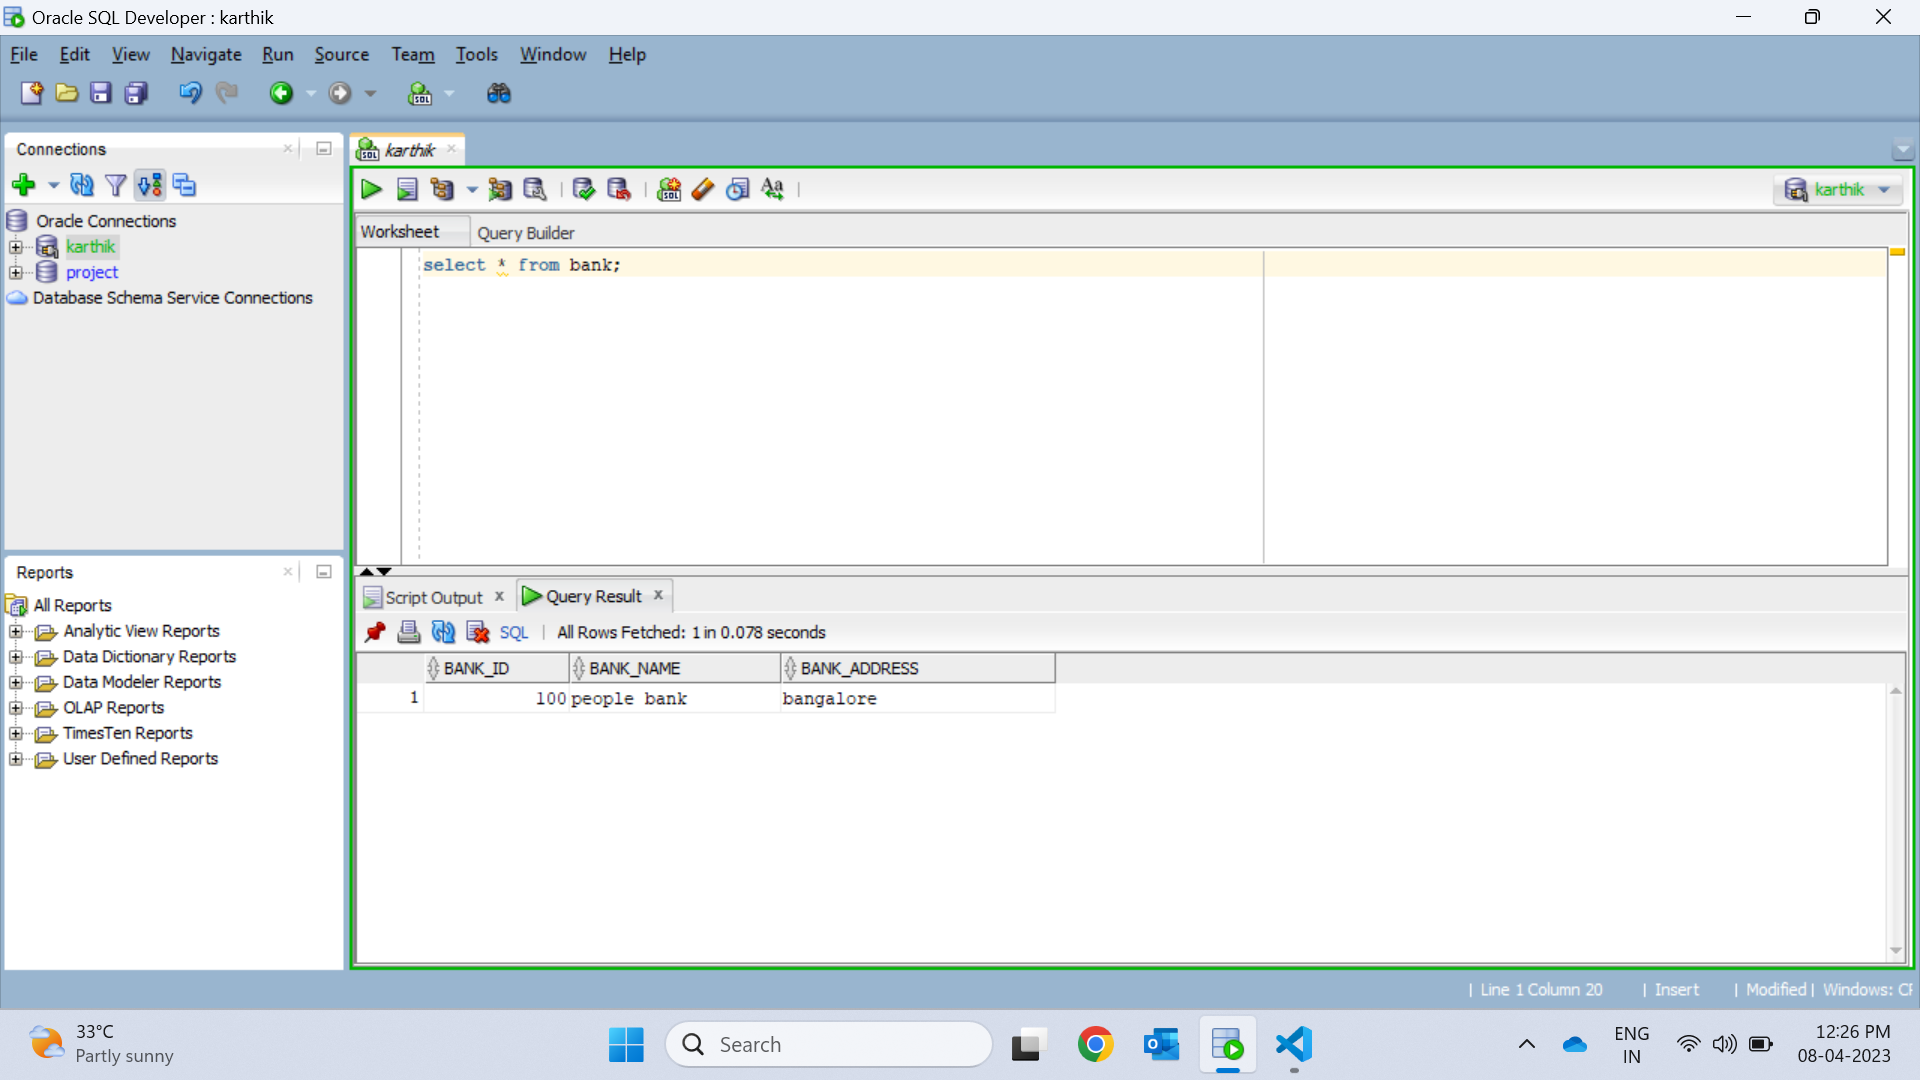 Oracle SQL Developer : karthik
File Edit View Navigate Run Source Team Tools Window Help
Connections
Oracle Connections
karthik
project
Database Schema Service Connections
Reports
All Reports
Analytic View Reports
Data Dictionary Reports
Data Modeler Reports
OLAP Reports
TimesTen Reports
User Defined Reports
karthik
karthik
Worksheet Query Builder
select * from bank;
Script Output Query Result
SQL | All Rows Fetched: 1 in 0.078 seconds
BANK_ID BANK_NAME BANK_ADDRESS
1 100 people bank bangalore
| Line 1 Column 20 | Insert | Modified | Windows: CF
33°C
Partly sunny
Search
ENG
IN
12:26 PM
08-04-2023